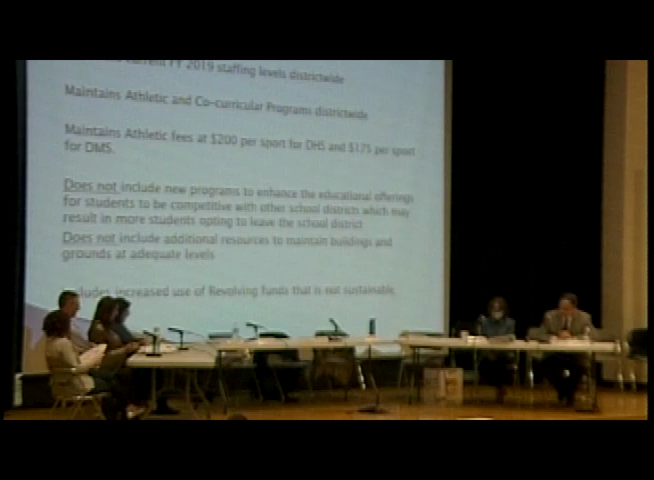 current FY 2019 staffing levels districtwide
Maintains Athletic and Co-curricular Programs districtwide
Maintains Athletic fees at $200 per sport for DHS and $175 per sport
for DMS.
Does not include new programs to enhance the educational offerings
for students to be competitive with other school districts which may
result in more students opting to leave the school district
Does not include additional resources to maintain buildings and
grounds at adequate levels
increased use of Revolving funds that is not sustainable